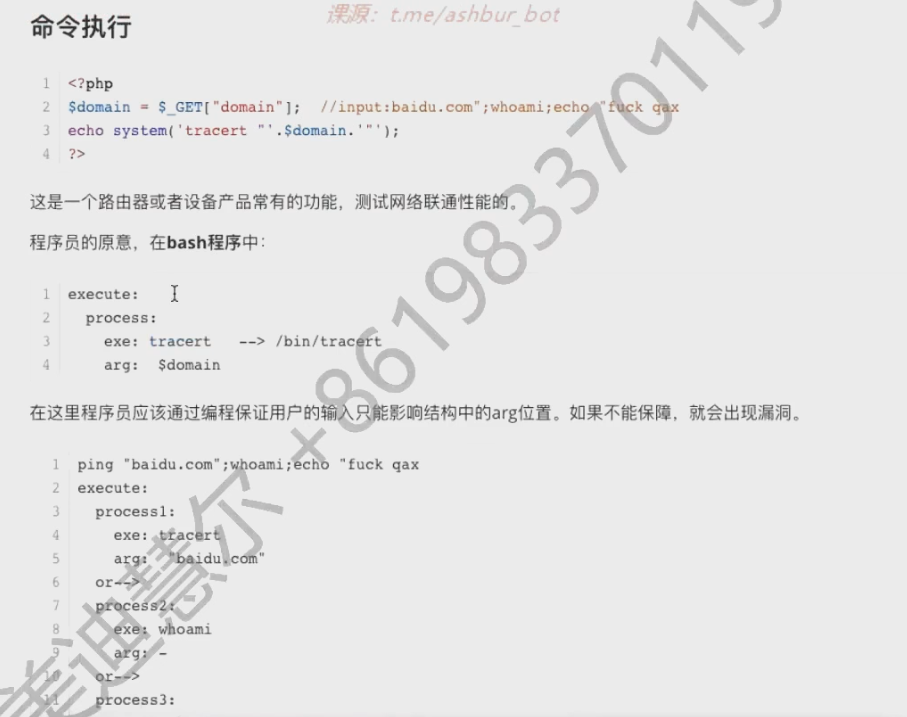 课源: t.me/ashbur_bot
命令执行
1 <?php
2 $domain = $_GET["domain"]; //input:baidu.com";whoami;echo "fuck qax
3 echo system('tracert "'.$domain.'"');
4 ?>
这是一个路由器或者设备产品常有的功能，测试网络联通性能的。
程序员的原意，在bash程序中：
1 execute:
2 process:
3 exe: tracert --> /bin/tracert
4 arg: $domain
在这里程序员应该通过编程保证用户的输入只能影响结构中的arg位置。如果不能保障，就会出现漏洞。
1 ping "baidu.com";whoami;echo "fuck qax
2 execute:
3 process1:
4 exe: tracert
5 arg: "baidu.com"
6 or-->
7 process2:
8 exe: whoami
9 arg: -
10 or-->
11 process3:
美迪慧尔 +8619833701119